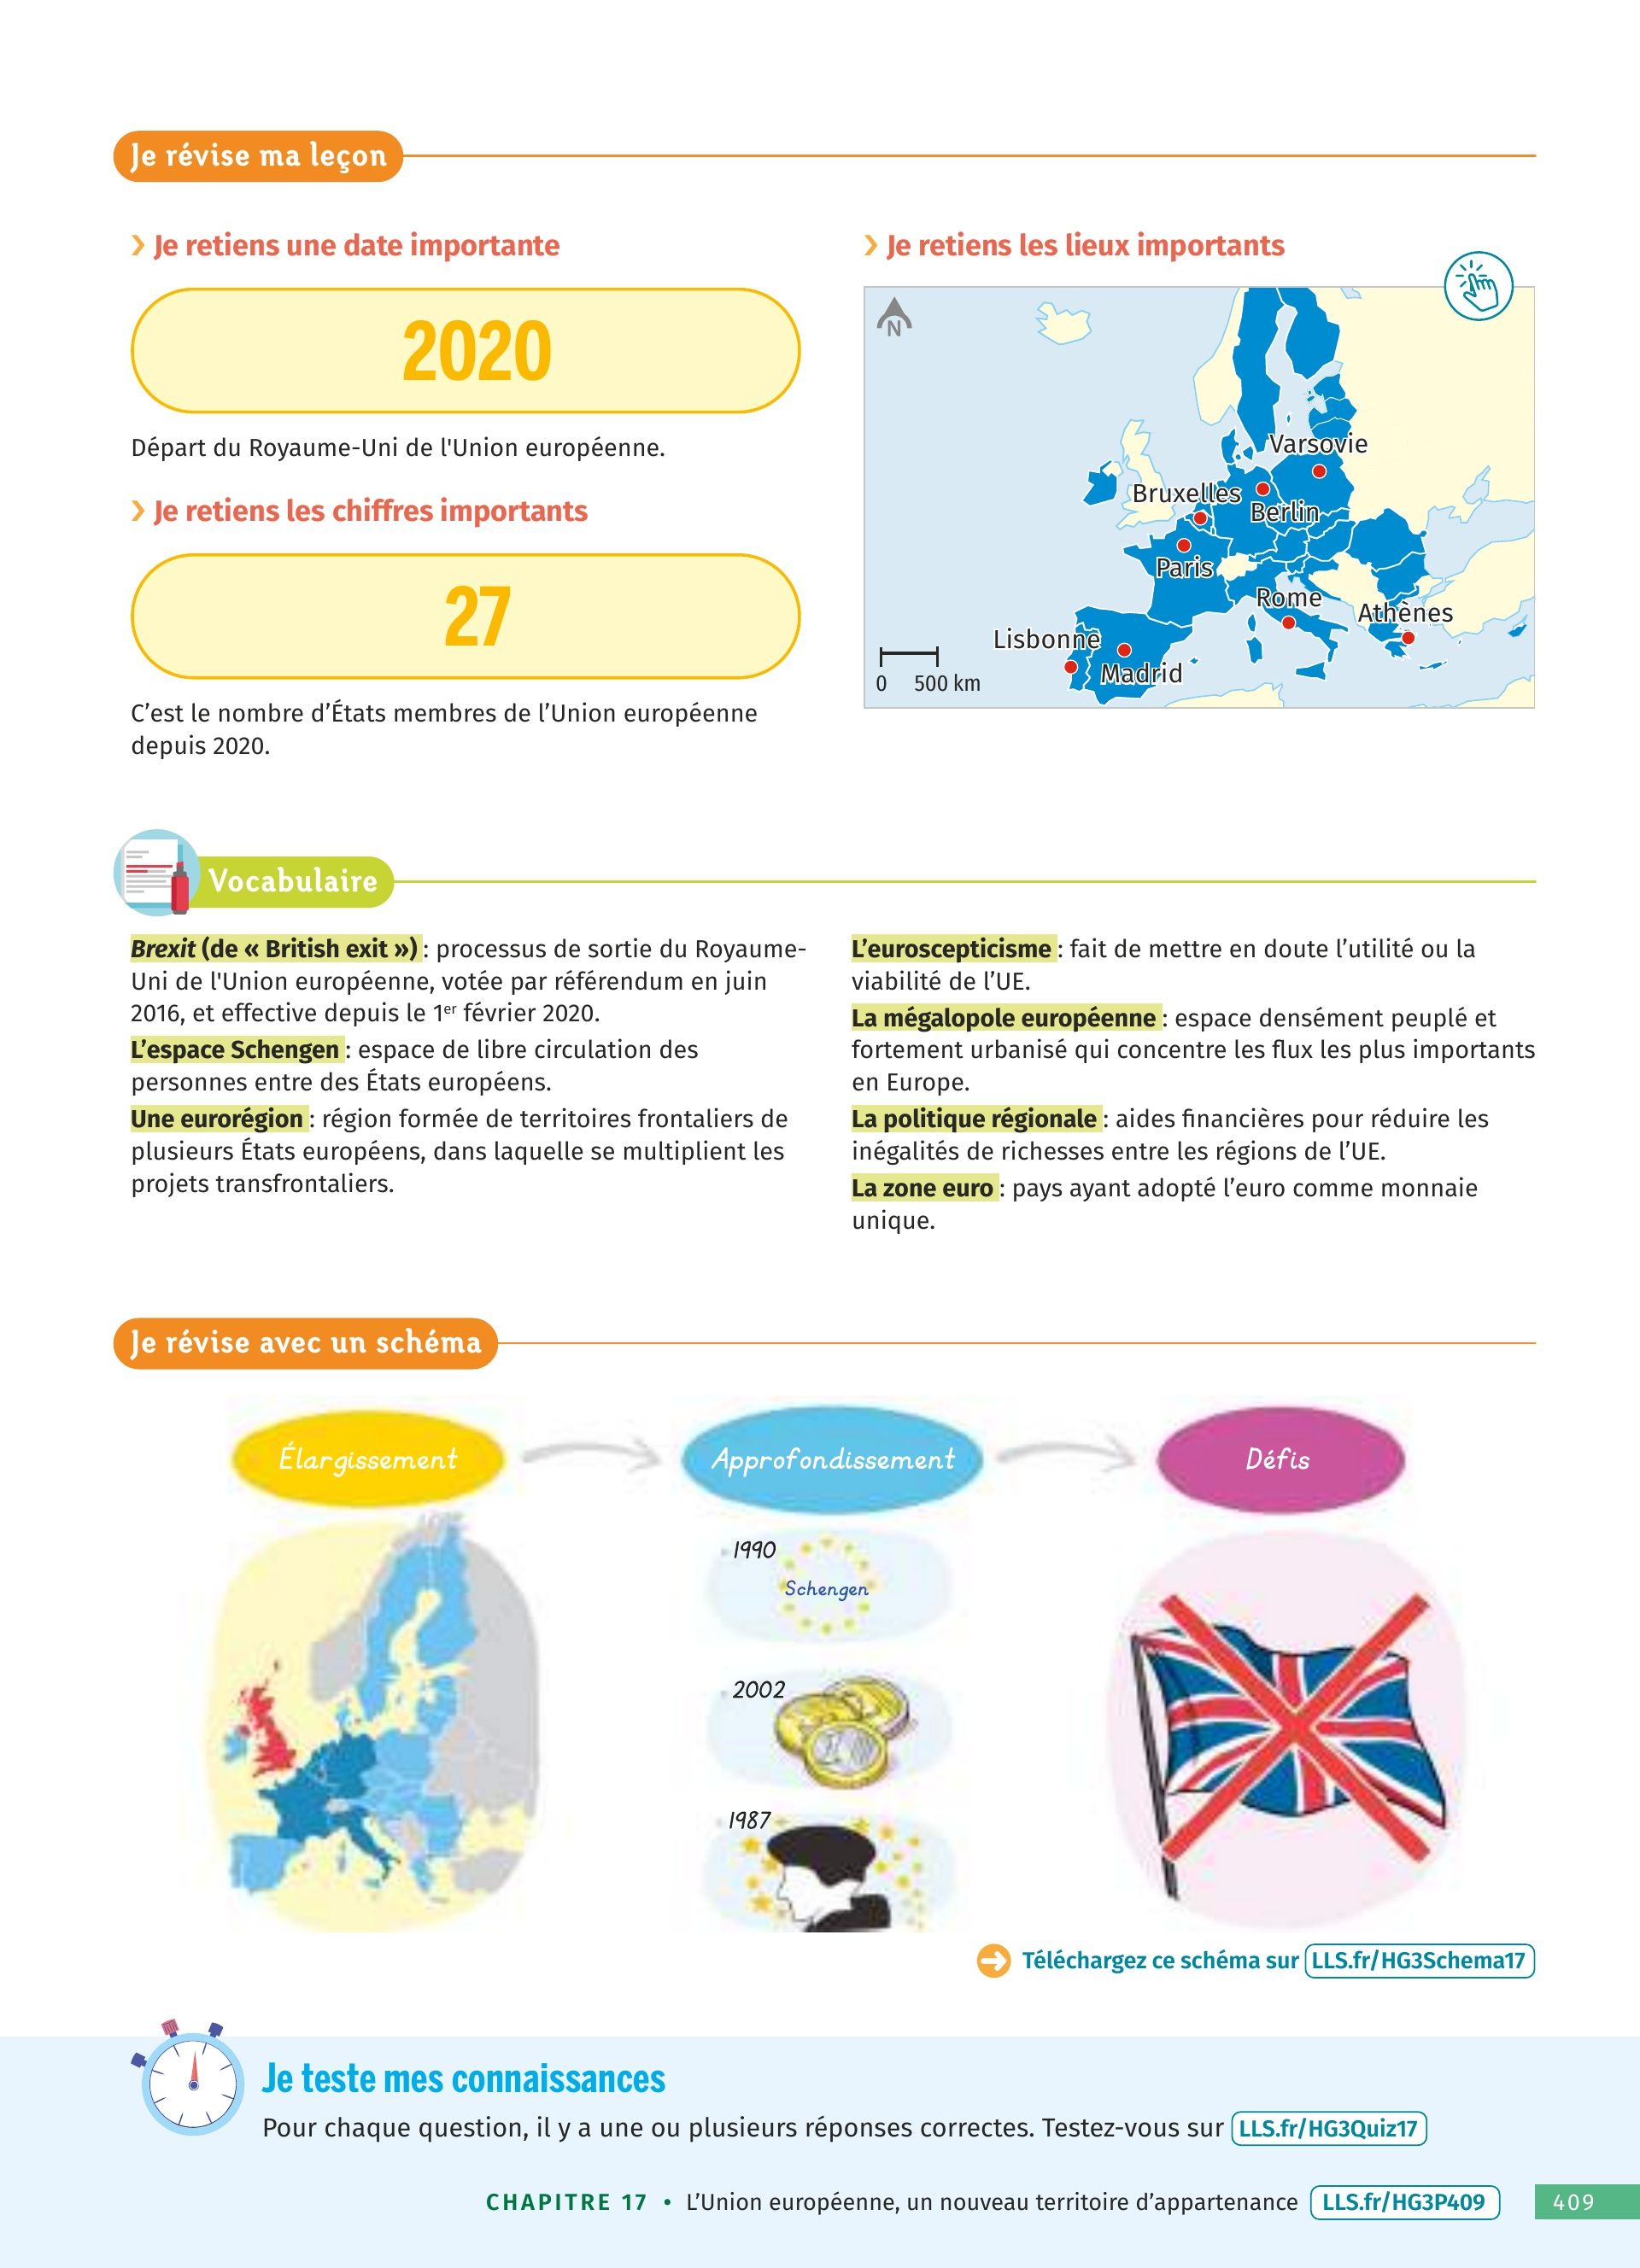 Je révise ma leçon
Je retiens une date importante
2020
Départ du Royaume-Uni de l'Union européenne.
Je retiens les chiffres importants
27
C’est le nombre d’États membres de l’Union européenne
depuis 2020.
Je retiens les lieux importants
N
Varsovie
Bruxelles
Berlin
Paris
Rome
Athènes
Lisbonne
Madrid
0 500 km
Vocabulaire
Brexit (de « British exit ») : processus de sortie du Royaume-
Uni de l'Union européenne, votée par référendum en juin
2016, et effective depuis le 1er février 2020.
L’espace Schengen : espace de libre circulation des
personnes entre des États européens.
Une eurorégion : région formée de territoires frontaliers de
plusieurs États européens, dans laquelle se multiplient les
projets transfrontaliers.
L’euroscepticisme : fait de mettre en doute l’utilité ou la
viabilité de l’UE.
La mégalopole européenne : espace densément peuplé et
fortement urbanisé qui concentre les flux les plus importants
en Europe.
La politique régionale : aides financières pour réduire les
inégalités de richesses entre les régions de l’UE.
La zone euro : pays ayant adopté l’euro comme monnaie
unique.
Je révise avec un schéma
Élargissement
Approfondissement
Défis
1990
Schengen
2002
1987
Téléchargez ce schéma sur LLS.fr/HG3Schema17
Je teste mes connaissances
Pour chaque question, il y a une ou plusieurs réponses correctes. Testez-vous sur LLS.fr/HG3Quiz17
CHAPITRE 17 • L’Union européenne, un nouveau territoire d’appartenance LLS.fr/HG3P409 409